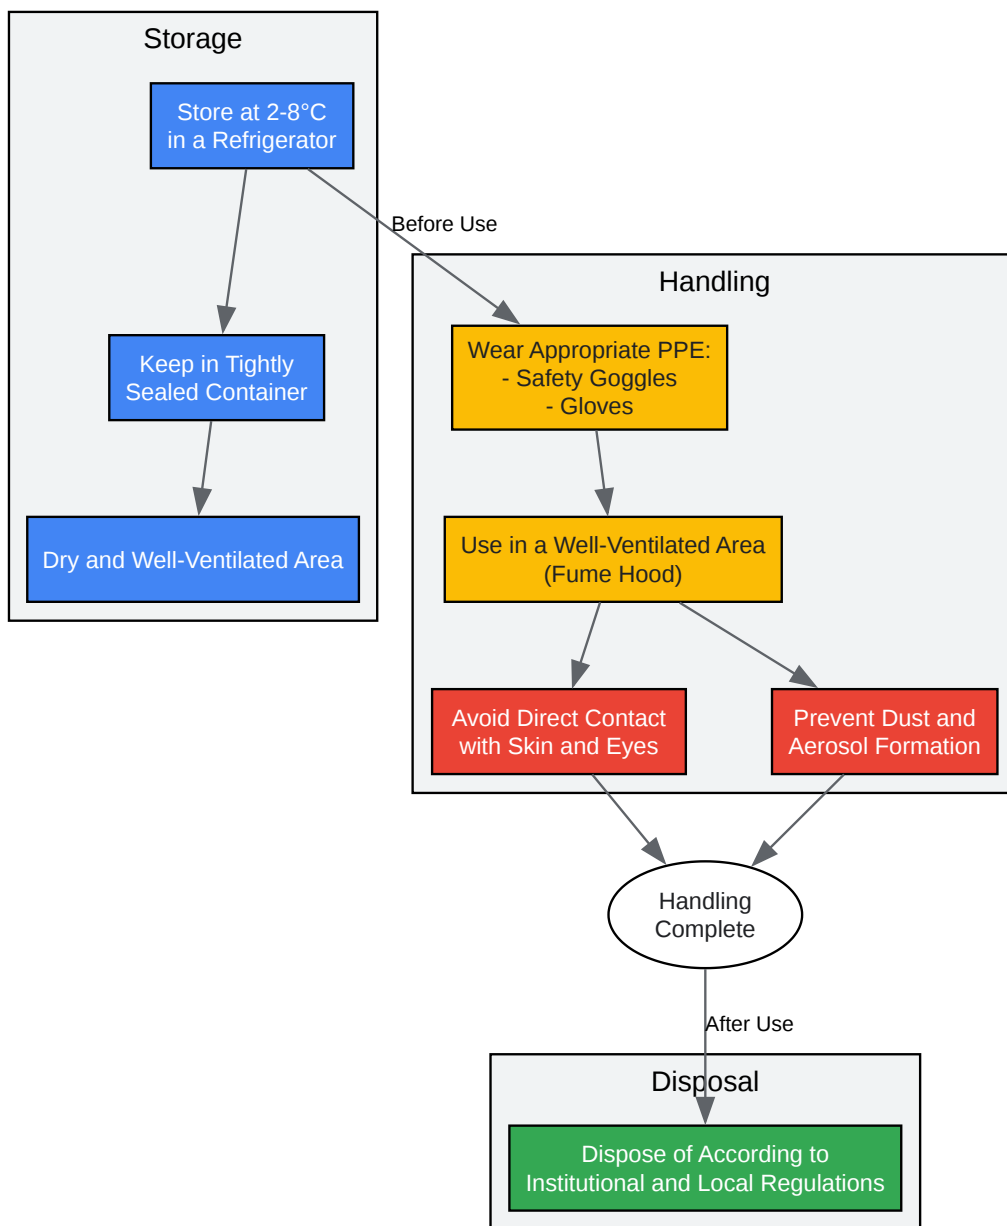 Storage
Store at 2-8°C
in a Refrigerator
Before Use
Keep in Tightly
Sealed Container
Dry and Well-Ventilated Area
Handling
Wear Appropriate PPE:
- Safety Goggles
- Gloves
Use in a Well-Ventilated Area
(Fume Hood)
Avoid Direct Contact
with Skin and Eyes
Prevent Dust and
Aerosol Formation
Handling
Complete
After Use
Disposal
Dispose of According to
Institutional and Local Regulations